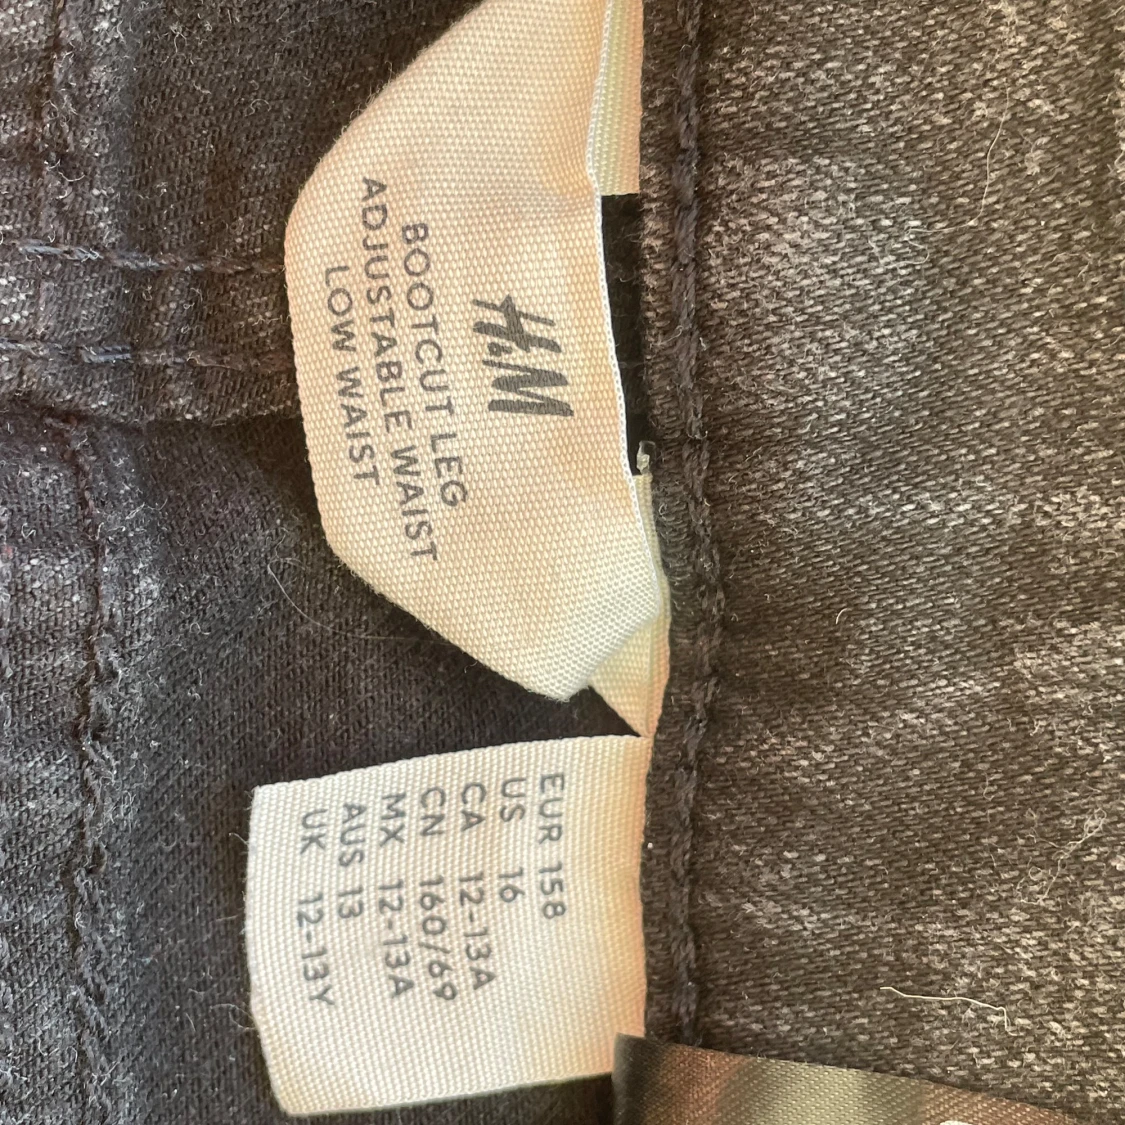 H&M
BOOTCUT LEG
ADJUSTABLE WAIST
LOW WAIST
EUR 158
US 16
CA 12-13A
CN 160/69
MX 12-13A
AUS 13
UK 12-13Y